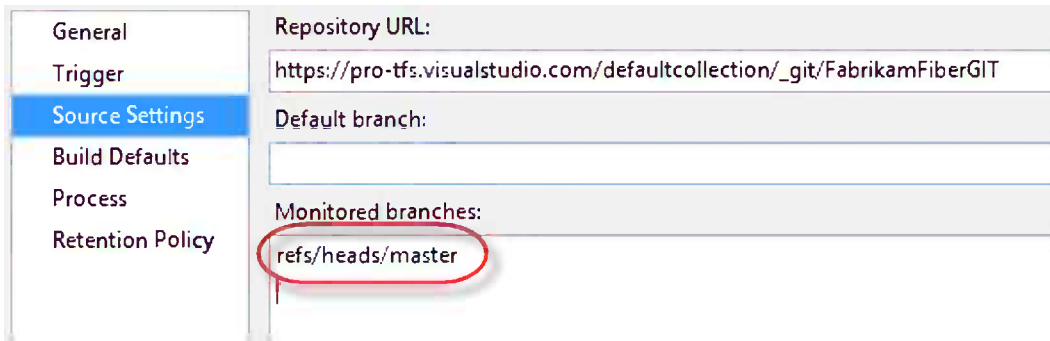 General
Trigger
Source Settings
Build Defaults
Process
Retention Policy
Repository URL:
https://pro-tfs.visualstudio.com/defaultcollection/_git/FabrikamFiberGIT
Default branch:
Monitored branches:
refs/heads/master